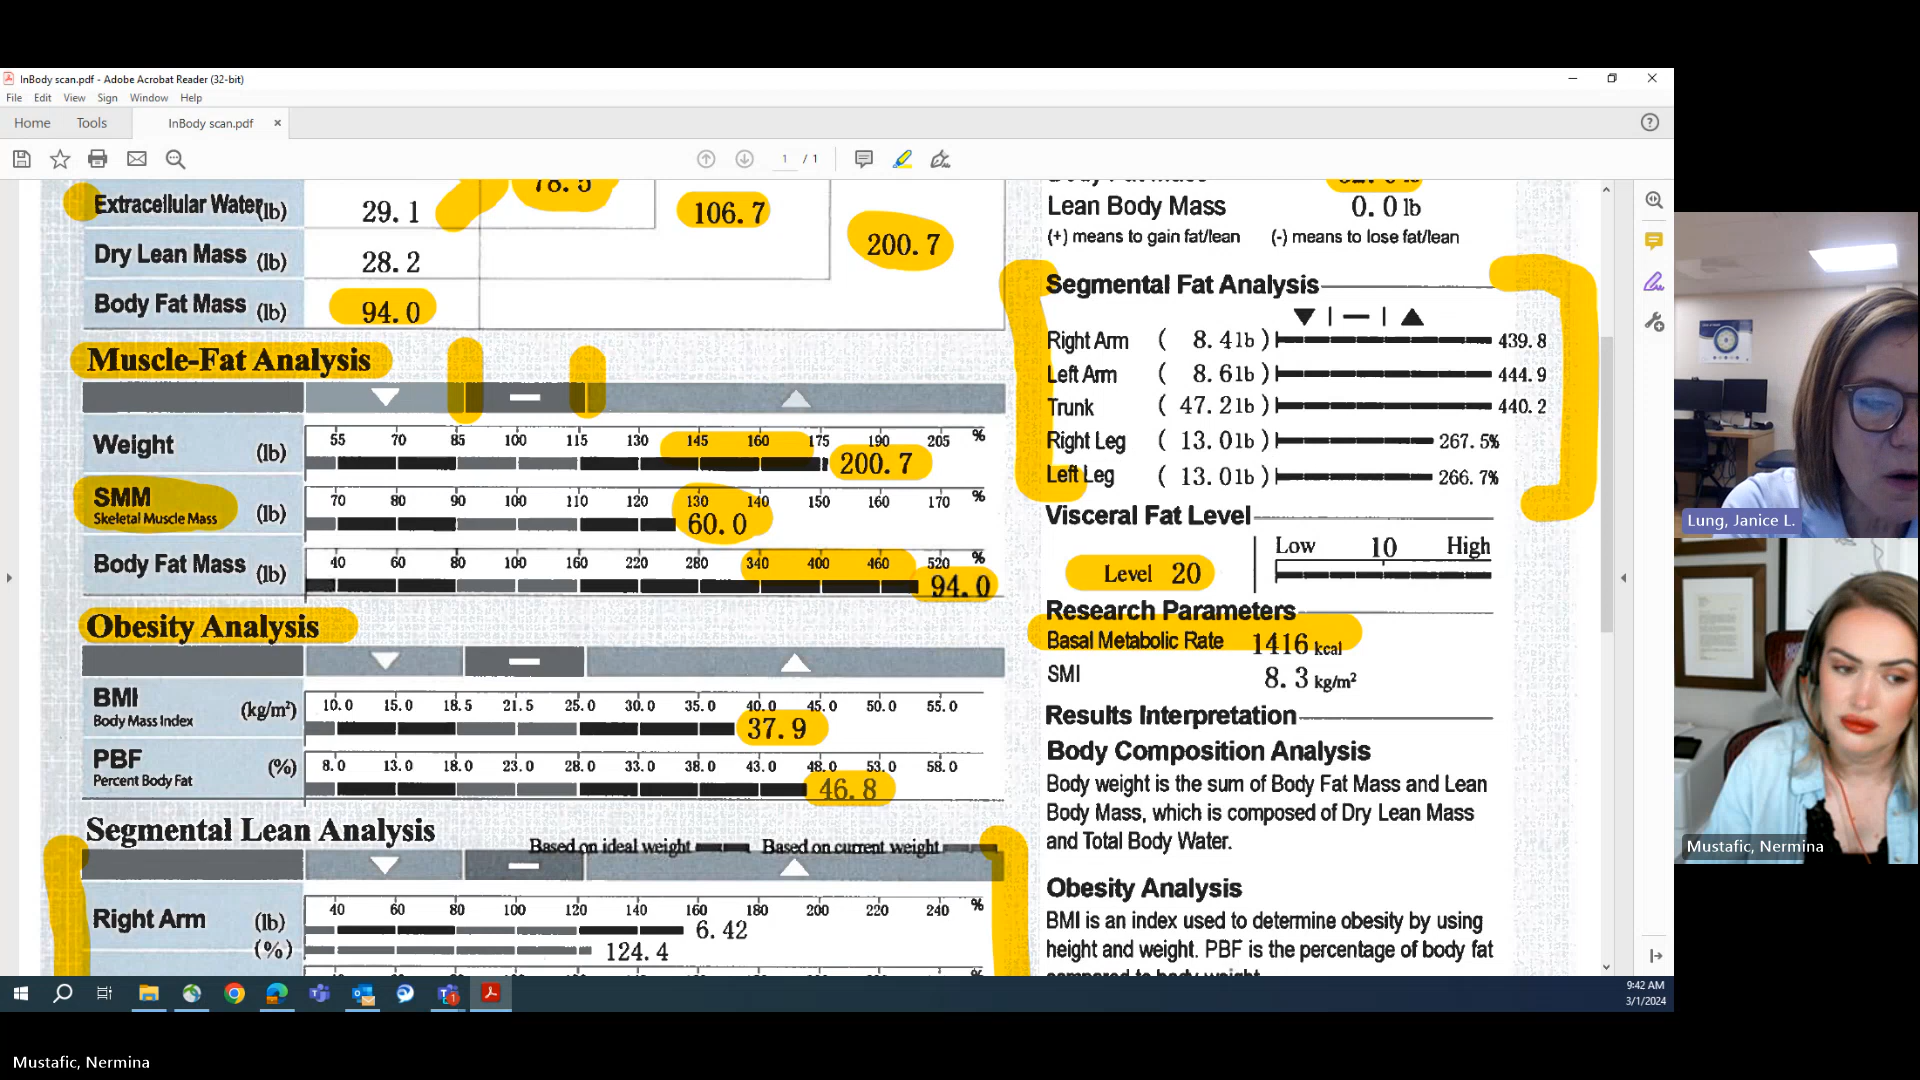 InBody scan.pdf - Adobe Acrobat Reader (32-bit)
File Edit View Sign Window Help
Home Tools InBody scan.pdf ×
1 / 1
Extracellular Water (lb) 29.1
78.5
106.7
200.7
Dry Lean Mass (lb) 28.2
Body Fat Mass (lb) 94.0
Muscle-Fat Analysis
Weight (lb) 55 70 85 100 115 130 145 160 175 190 205 %
200.7
SMM (lb) 70 80 90 100 110 120 130 140 150 160 170 %
Skeletal Muscle Mass 60.0
Body Fat Mass (lb) 40 60 80 100 160 220 280 340 400 460 520 %
94.0
Obesity Analysis
BMI (kg/m²) 10.0 15.0 18.5 21.5 25.0 30.0 35.0 40.0 45.0 50.0 55.0
Body Mass Index 37.9
PBF (%) 8.0 13.0 18.0 23.0 28.0 33.0 38.0 43.0 48.0 53.0 58.0
Percent Body Fat 46.8
Segmental Lean Analysis
Based on ideal weight Based on current weight
Right Arm (lb) 40 60 80 100 120 140 160 180 200 220 240 %
6.42
(%) 124.4
Lean Body Mass 0.0 lb
(+) means to gain fat/lean (-) means to lose fat/lean
Segmental Fat Analysis
Right Arm ( 8.4lb ) 439.8
Left Arm ( 8.6lb ) 444.9
Trunk ( 47.2lb ) 440.2
Right Leg ( 13.0lb ) 267.5%
Left Leg ( 13.0lb ) 266.7%
Visceral Fat Level
Low 10 High
Level 20
Research Parameters
Basal Metabolic Rate 1416 kcal
SMI 8.3 kg/m²
Results Interpretation
Body Composition Analysis
Body weight is the sum of Body Fat Mass and Lean
Body Mass, which is composed of Dry Lean Mass
and Total Body Water.
Obesity Analysis
BMI is an index used to determine obesity by using
height and weight. PBF is the percentage of body fat
compared to body weight.
9:42 AM
3/1/2024
Lung, Janice L.
Mustafic, Nermina
Mustafic, Nermina